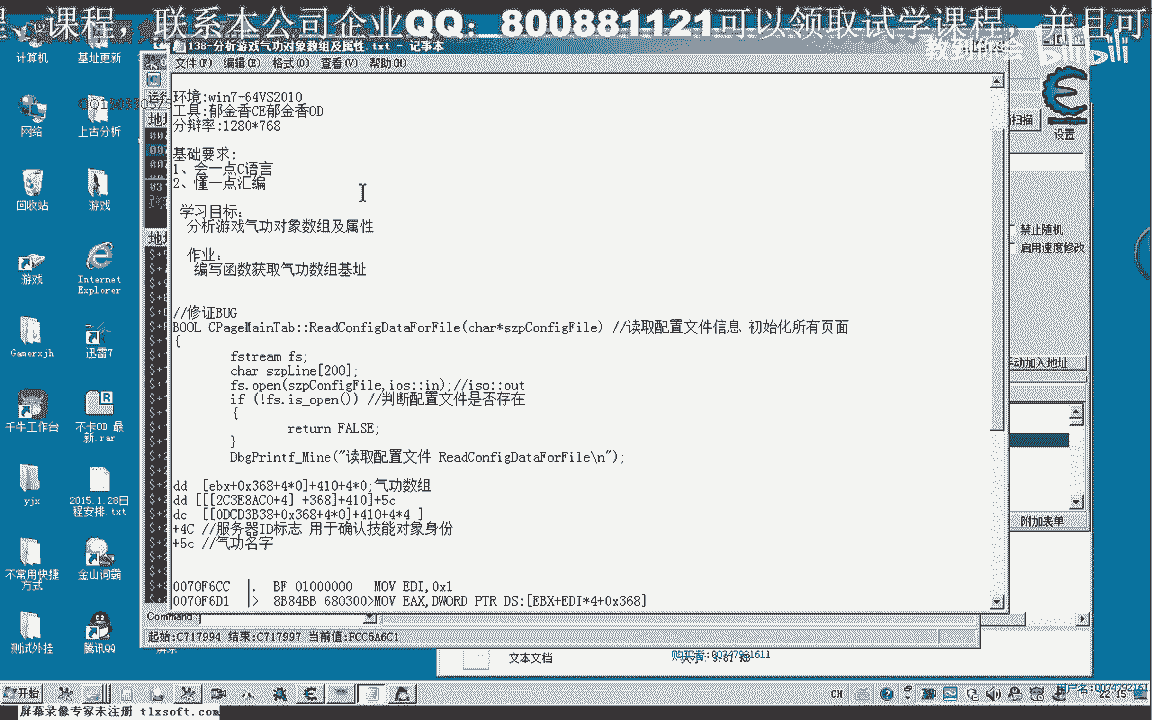 课程，联系本公司企业QQ：800881121可以领取试学课程，并且可
138-分析游戏气功对象数组及属性.txt - 记事本
文件(F) 编辑(E) 格式(O) 查看(V) 帮助(H)
环境:win7-64VS2010
工具:郁金香CE郁金香OD
分辩率:1280*768
基础要求:
1、会一点C语言
2、懂一点汇编
学习目标:
分析游戏气功对象数组及属性
作业:
编写函数获取气功数组基址
//修证BUG
BOOL CPageMainTab::ReadConfigDataForFile(char*szpConfigFile) //读取配置文件信息 初始化所有页面
{
fstream fs;
char szpLine[200];
fs.open(szpConfigFile,ios::in);//iso::out
if (!fs.is_open()) //判断配置文件是否存在
{
return FALSE;
}
DbgPrintf_Mine("读取配置文件 ReadConfigDataForFile\n");
dd [ebx+0x368+4*0]+410+4*0;气功数组
dd [[[2C3E8AC0+4] +368]+410]+5c
dc [[0DCD3B38+0x368+4*0]+410+4*4 ]
+4C //服务器ID标志 用于确认技能对象身份
+5c //气功名字
0070F6CC |. BF 01000000 MOV EDI,0x1
0070F6D1 |> 8B84BB 680300>MOV EAX,DWORD PTR DS:[EBX+EDI*4+0x368]
Command
起始:C717994 结束:C717997 当前值:FCC5A6C1
计算机
基址更新
网络
上古分析
回收站
游戏
游戏
Internet Explorer
Gamerxjh
迅雷7
千牛工作台
不卡OD 最新.rar
yjx
2015.1.28日程安排.txt
不常用快捷方式
金山词霸
测试外挂
腾讯QQ
设置
禁止随机
启用速度修改
手动加入地址
附加表单
文本文档
bilibili
开始
CH
22:15
屏幕录像专家未注册 tlxsoft.com